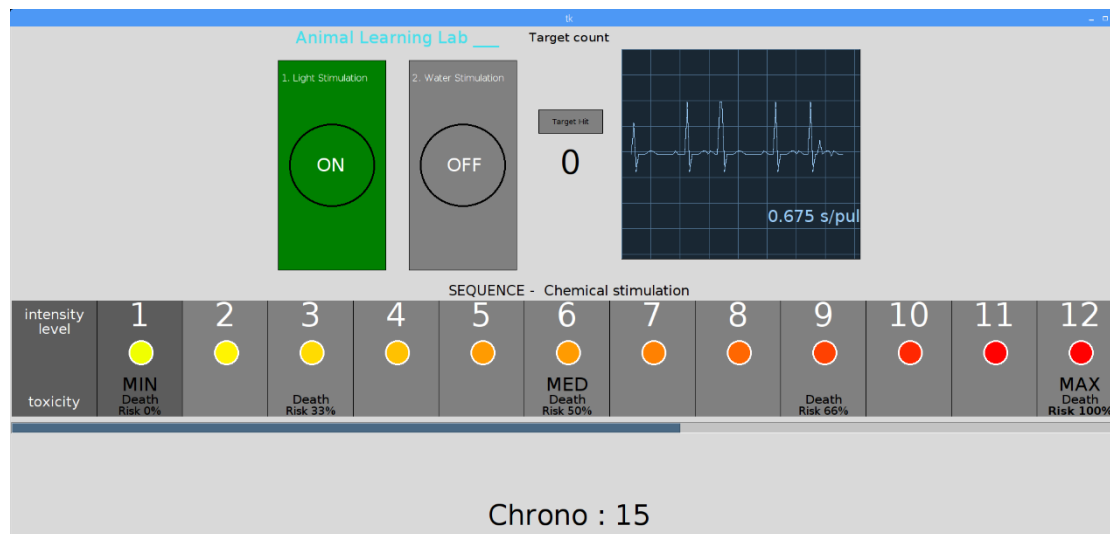 tk
Animal Learning Lab ___
Target count
1. Light Stimulation
2. Water Stimulation
Target Hit
ON
OFF
0
0.675 s/pul
SEQUENCE - Chemical stimulation
intensity
level
1 2 3 4 5 6 7 8 9 10 11 12
toxicity
MIN
Death
Risk 0%
Death
Risk 33%
MED
Death
Risk 50%
Death
Risk 66%
MAX
Death
Risk 100%
Chrono : 15